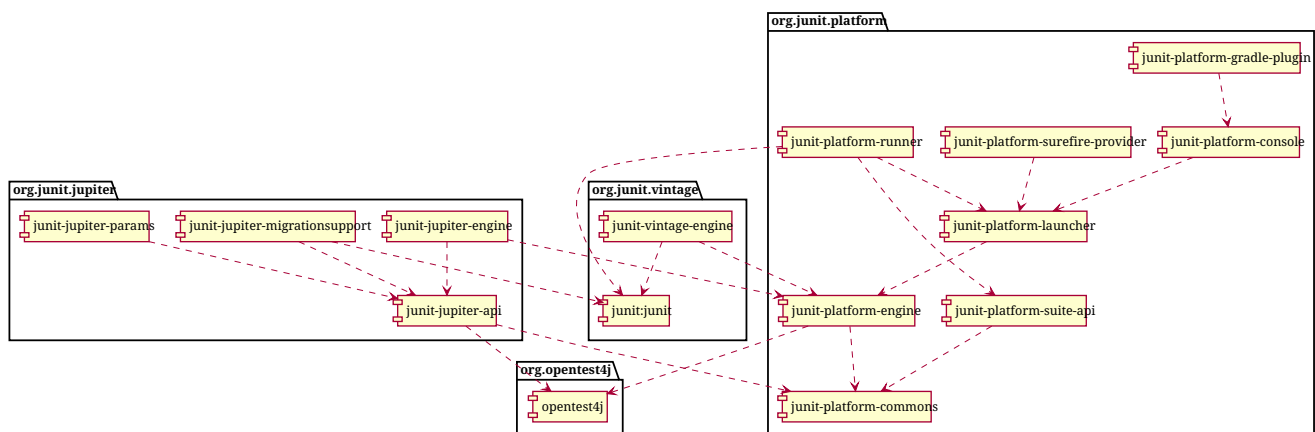 org.junit.platform
junit-platform-gradle-plugin
junit-platform-runner
junit-platform-surefire-provider
junit-platform-console
org.junit.jupiter
org.junit.vintage
junit-jupiter-params
junit-jupiter-migrationsupport
junit-jupiter-engine
junit-vintage-engine
junit-platform-launcher
junit-jupiter-api
junit:junit
junit-platform-engine
junit-platform-suite-api
org.opentest4j
opentest4j
junit-platform-commons